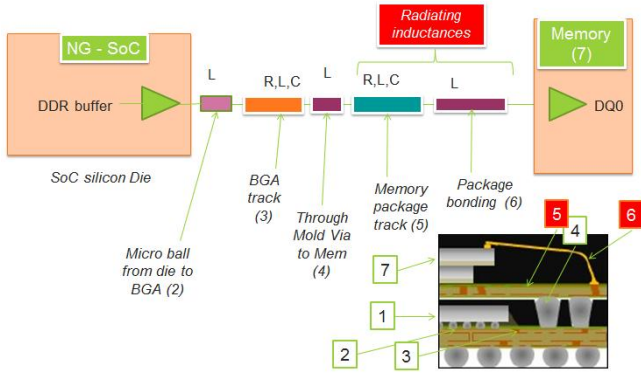 Radiating
inductances
NG - SoC
Memory
(7)
L
R,L,C
L
R,L,C
L
DDR buffer
DQ0
SoC silicon Die
BGA
track
(3)
Memory
package
track (5)
Package
bonding (6)
Through
Mold Via
to Mem
(4)
Micro ball
from die to
BGA (2)
5
4
6
7
1
2
3